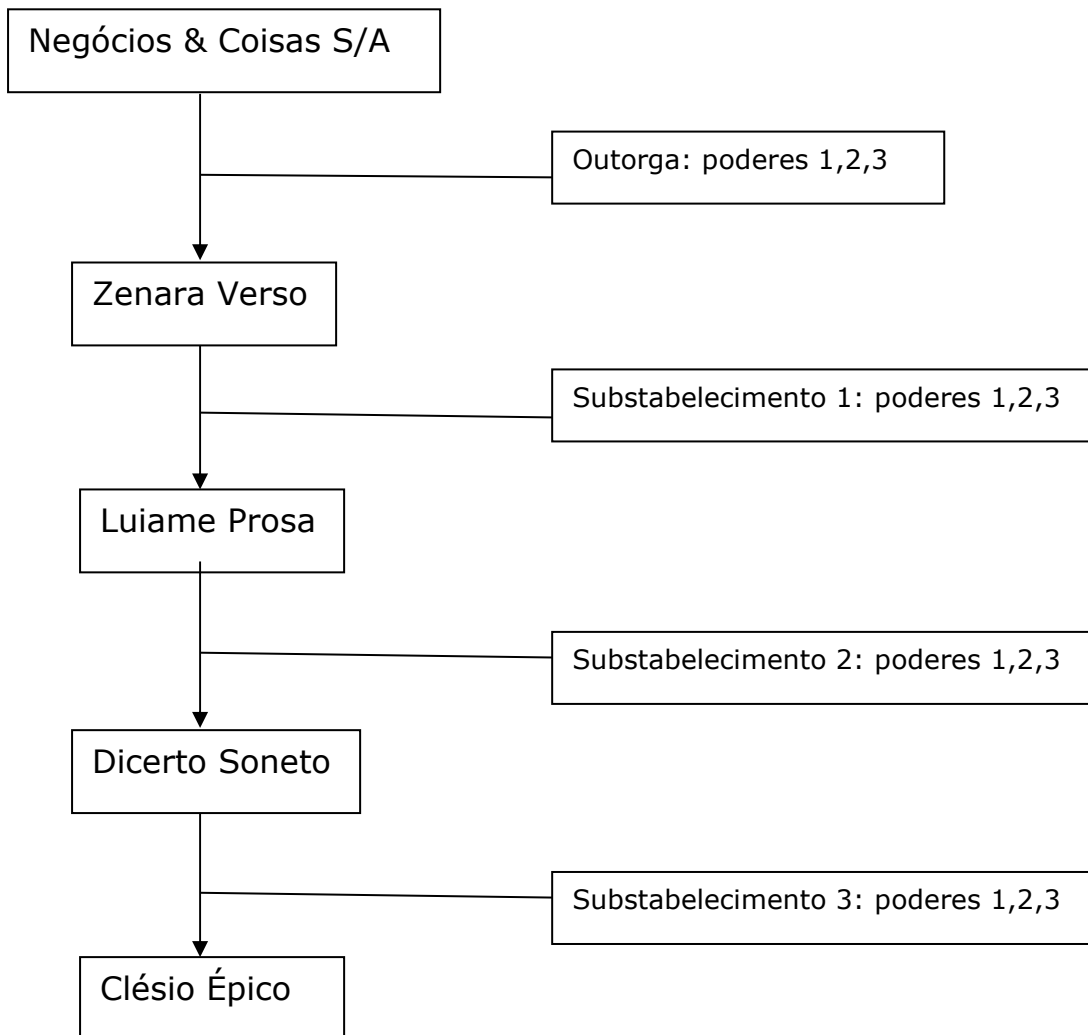 Negócios & Coisas S/A
Outorga: poderes 1,2,3
Zenara Verso
Substabelecimento 1: poderes 1,2,3
Luiame Prosa
Substabelecimento 2: poderes 1,2,3
Dicerto Soneto
Substabelecimento 3: poderes 1,2,3
Clésio Épico